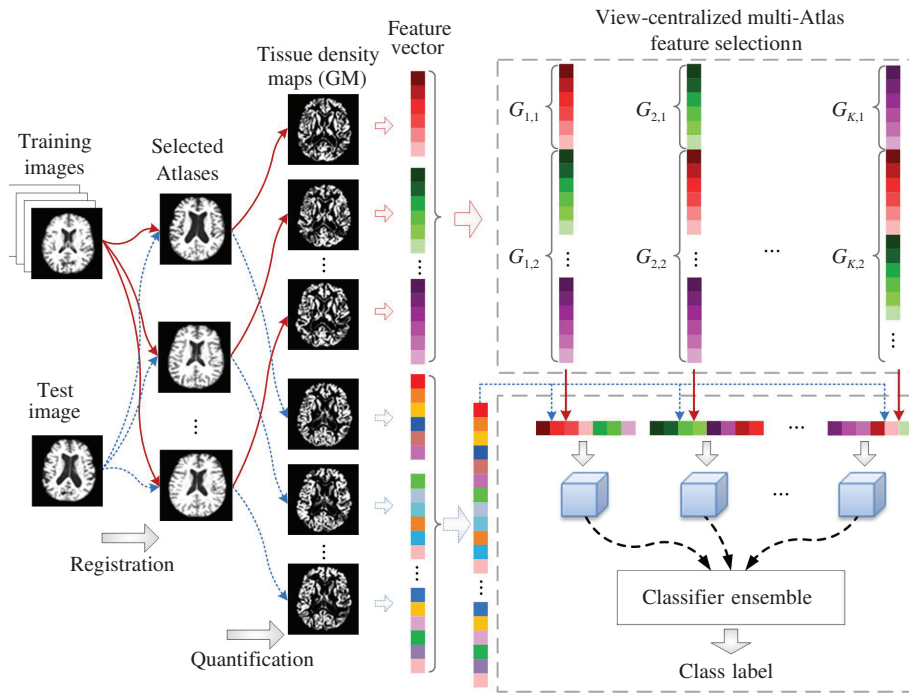 View-centralized multi-Atlas
feature selectionn
Feature
vector
Tissue density
maps (GM)
Training
images
Selected
Atlases
G1,1
G2,1
GK,1
G1,2
G2,2
GK,2
...
...
...
...
...
...
Test
image
...
...
...
...
...
...
Registration
Quantification
Classifier ensemble
Class label